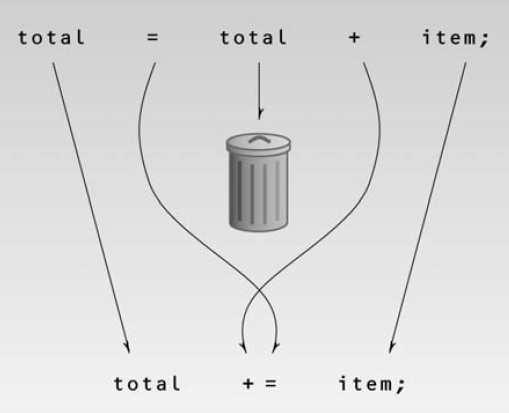 total = total + item;
total += item;